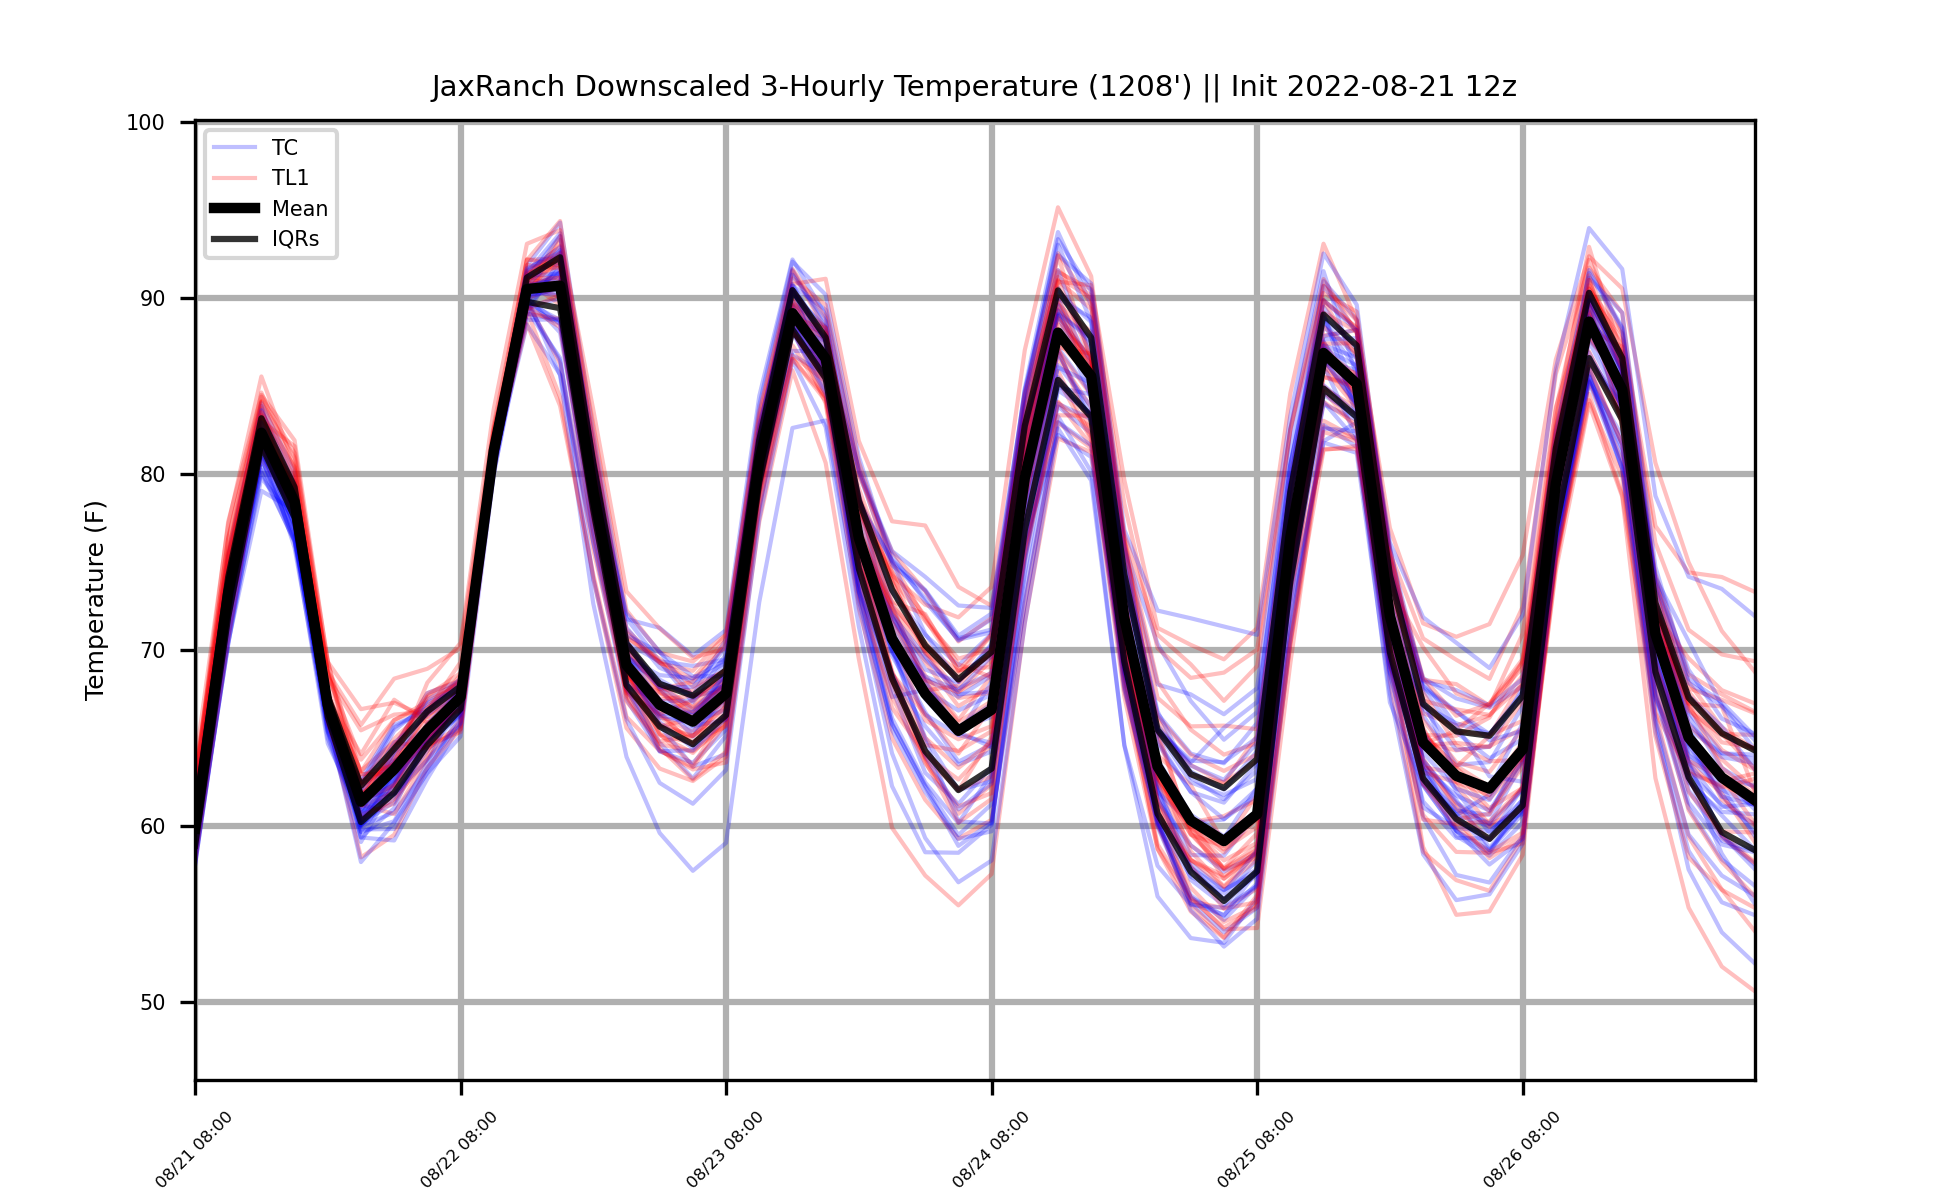 JaxRanch Downscaled 3-Hourly Temperature (1208') || Init 2022-08-21 12z
100
90
80
70
60
50
Temperature (F)
TC
TL1
Mean
IQRs
08/21 08:00
08/22 08:00
08/23 08:00
08/24 08:00
08/25 08:00
08/26 08:00